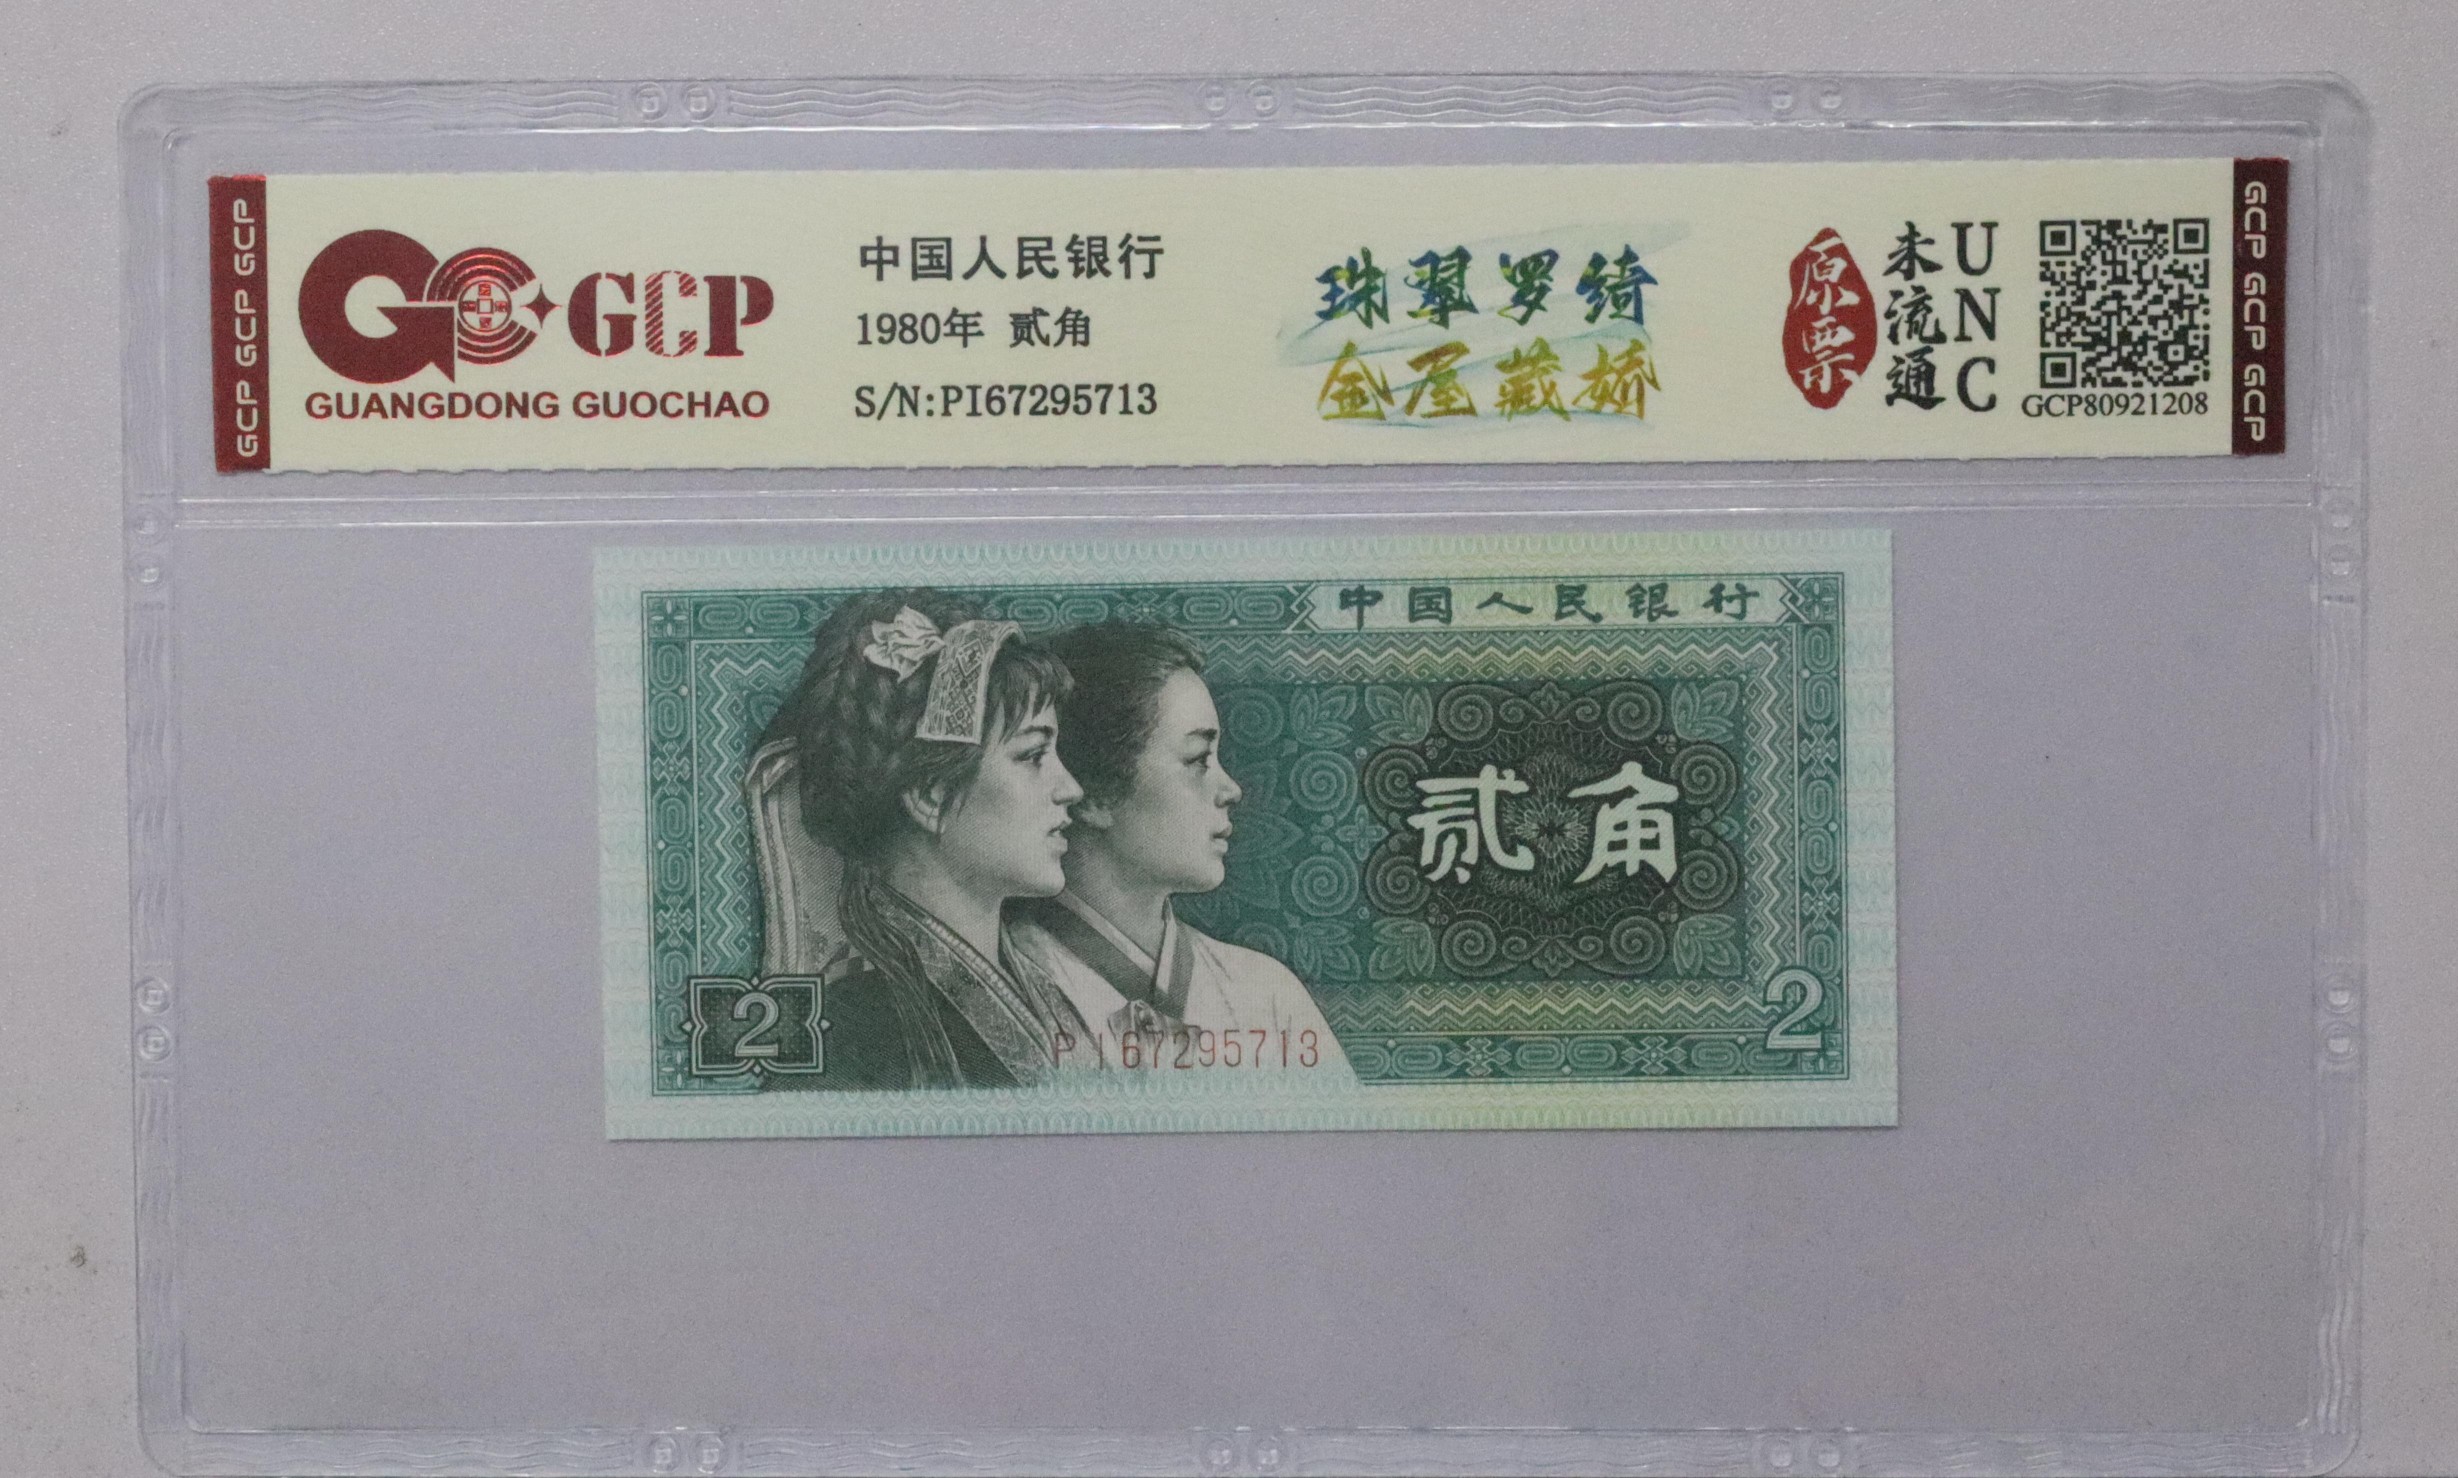 GCP GCP GCP
GCP
GUANGDONG GUOCHAO
中国人民银行
1980年 贰角
S/N:PI67295713
珠翠罗绮
金屋藏娇
原票
未流通
UNC
GCP80921208
GCP GCP GCP
中国人民银行
贰角
2
2
PI67295713